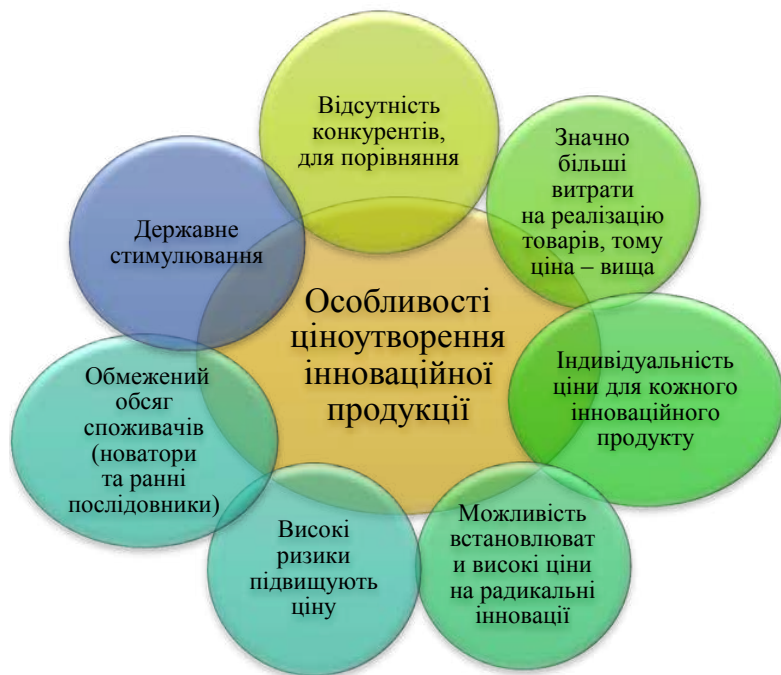 Відсутність
конкурентів,
для порівняння
Значно
більші
витрати
на реалізацію
товарів, тому
ціна – вища
Індивідуальність
ціни для кожного
інноваційного
продукту
Можливість
встановлюват
и високі ціни
на радикальні
інновації
Високі
ризики
підвищують
ціну
Обмежений
обсяг
споживачів
(новатори
та ранні
послідовники)
Державне
стимулювання
Особливості
ціноутворення
інноваційної
продукції